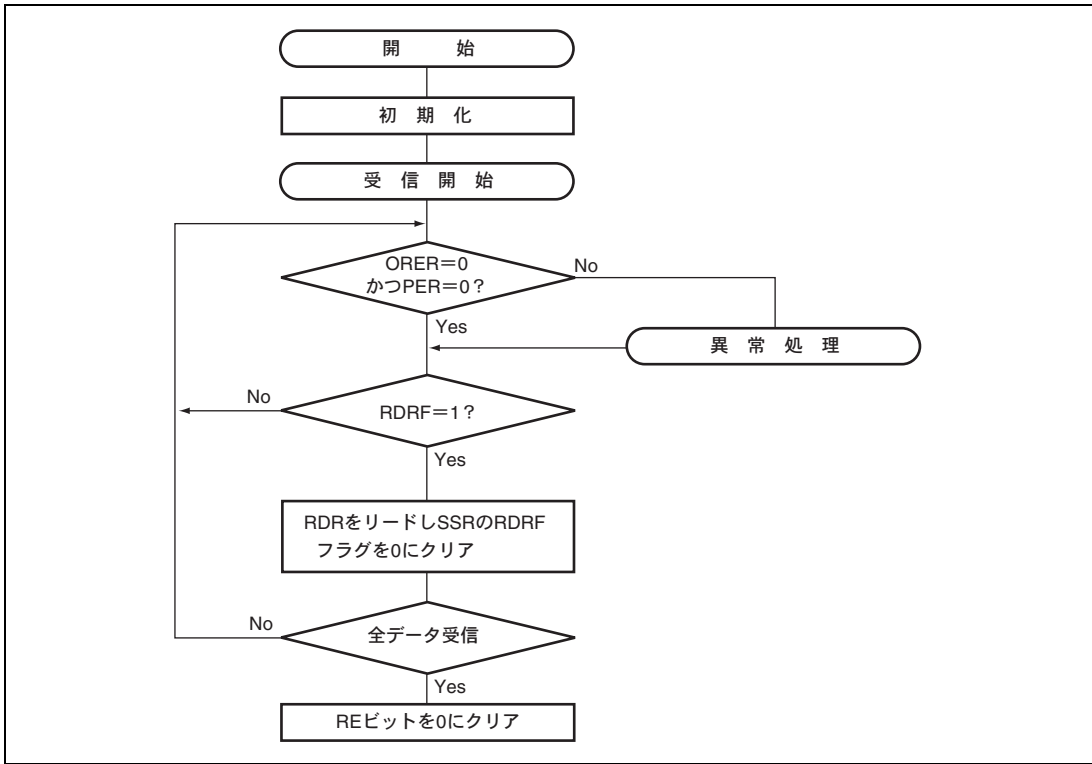 開 始
初 期 化
受 信 開 始
ORER＝0
かつPER＝0？
No
Yes
異 常 処 理
No
RDRF＝1？
Yes
RDRをリードしSSRのRDRF
フラグを0にクリア
No
全データ受信
Yes
REビットを0にクリア